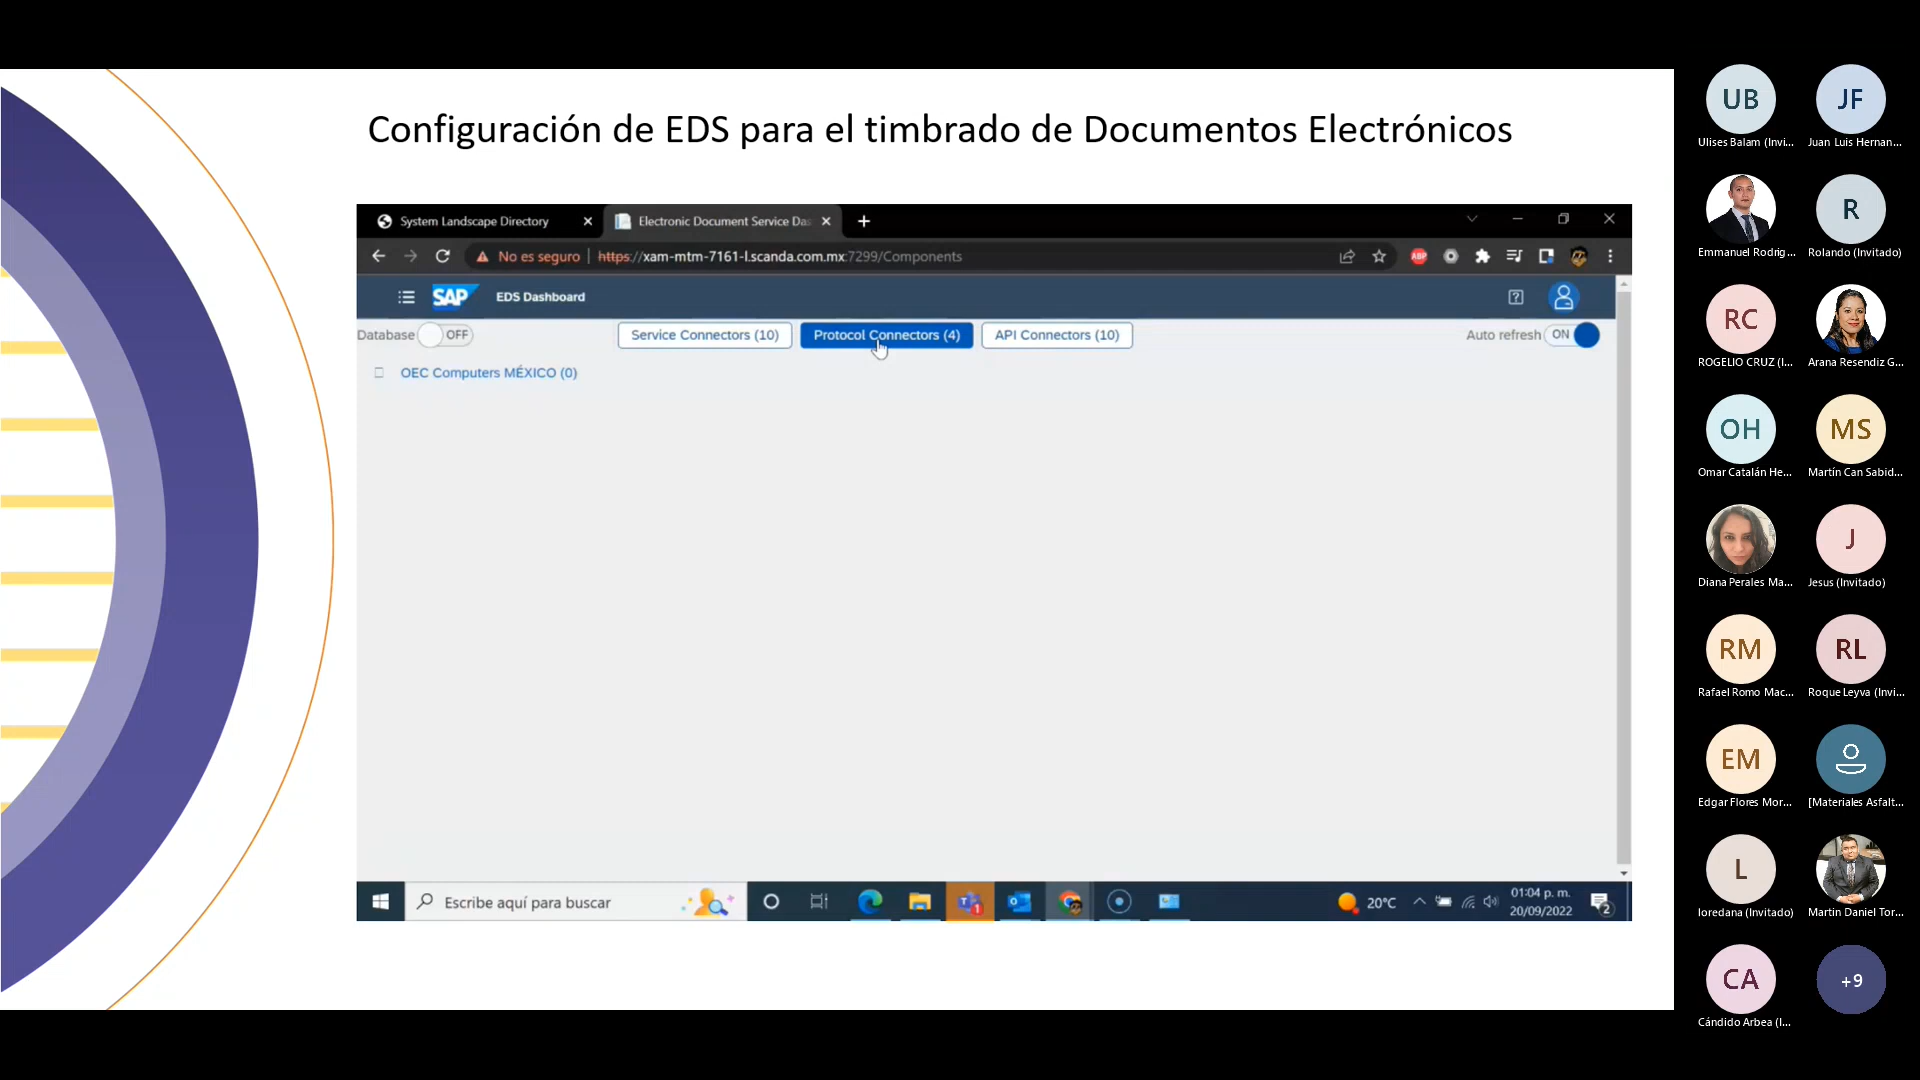 Configuración de EDS para el timbrado de Documentos Electrónicos
System Landscape Directory
Electronic Document Service Das
No es seguro | https://xam-mtm-7161-l.scanda.com.mx:7299/Components
ABP
SAP EDS Dashboard
Database OFF Service Connectors (10) Protocol Connectors (4) API Connectors (10) Auto refresh ON
OEC Computers MÉXICO (0)
Escribe aquí para buscar
1
20°C
01:04 p. m.
20/09/2022
2
UB JF
Ulises Balam (Invi... Juan Luis Hernan...
R
Emmanuel Rodrig... Rolando (Invitado)
RC
ROGELIO CRUZ (I... Arana Resendiz G...
OH MS
Omar Catalán He... Martín Can Sabid...
J
Diana Perales Ma... Jesus (Invitado)
RM RL
Rafael Romo Mac... Roque Leyva (Invi...
EM
Edgar Flores Mor... [Materiales Asfalt...
L
loredana (Invitado) Martin Daniel Tor...
CA +9
Cándido Arbea (I...